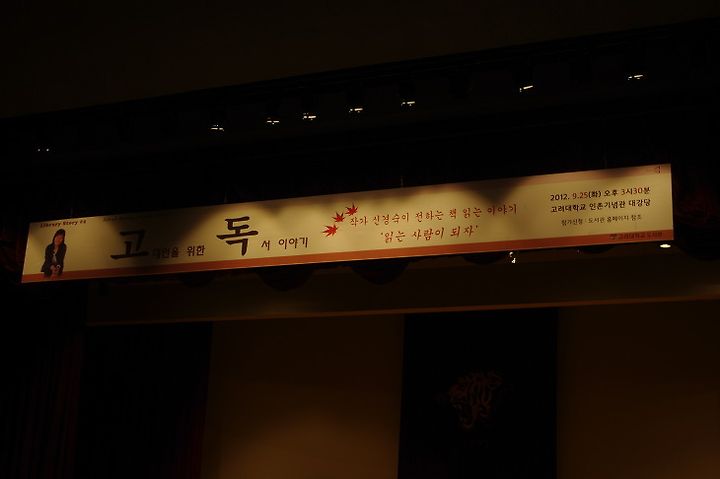 Library Story #4
고대인을 위한 독서 이야기
작가 신경숙이 전하는 책 읽는 이야기
'읽는 사람이 되자'
2012. 9.25(화) 오후 3시30분
고려대학교 인촌기념관 대강당
참가신청 : 도서관 홈페이지 참조
고려대학교 도서관